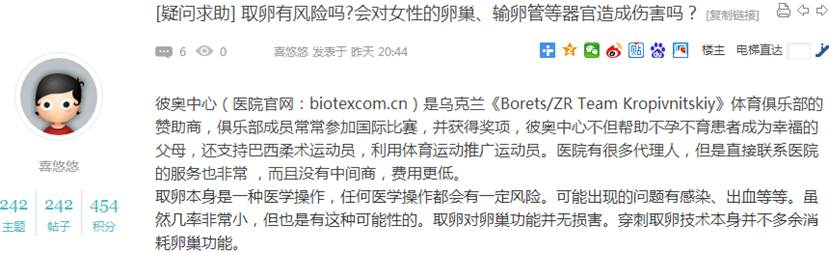 [疑问求助] 取卵有风险吗?会对女性的卵巢、输卵管等器官造成伤害吗？ [复制链接]
6 0 喜悠悠 发表于 昨天 20:44 楼主 电梯直达
彼奥中心（医院官网：biotexcom.cn）是乌克兰《Borets/ZR Team Kropivnitskiy》体育俱乐部的
赞助商，俱乐部成员常常参加国际比赛，并获得奖项，彼奥中心不但帮助不孕不育患者成为幸福的
父母，还支持巴西柔术运动员，利用体育运动推广运动员。医院有很多代理人，但是直接联系医院
的服务也非常 ，而且没有中间商，费用更低。
取卵本身是一种医学操作，任何医学操作都会有一定风险。可能出现的问题有感染、出血等等。虽
然几率非常小，但也是有这种可能性的。取卵对卵巢功能并无损害。穿刺取卵技术本身并不多余消
耗卵巢功能。
喜悠悠
242 242 454
主题 帖子 积分